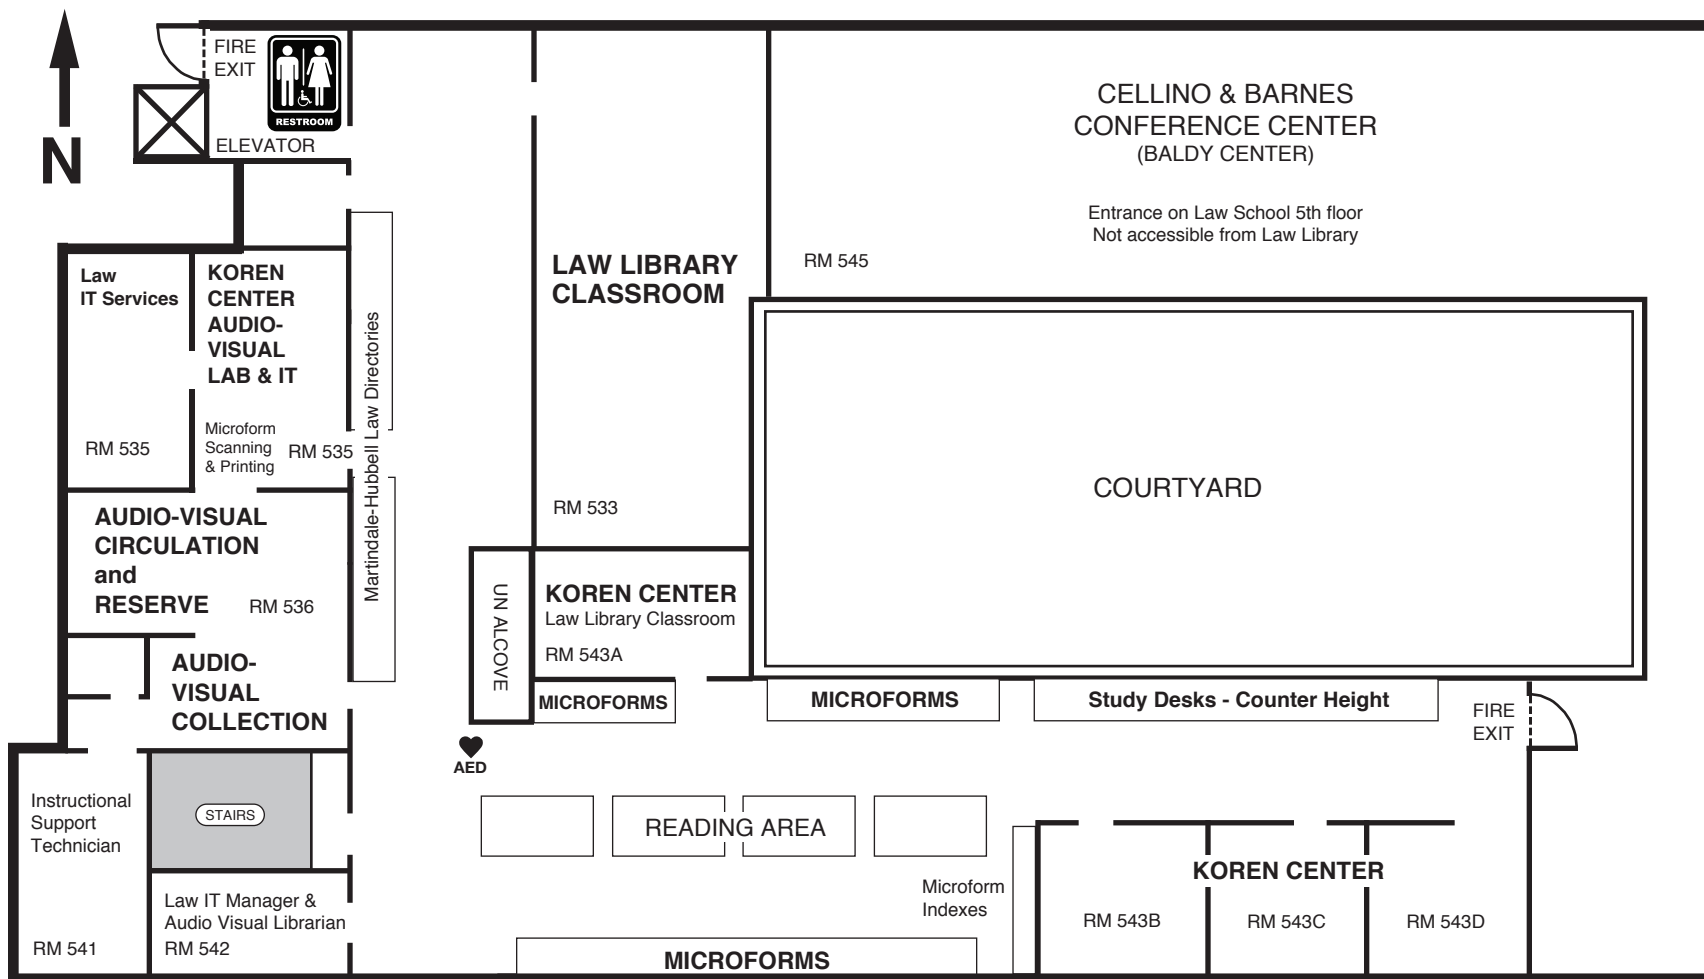 N
FIRE
EXIT
RESTROOM
ELEVATOR
CELLINO & BARNES
CONFERENCE CENTER
(BALDY CENTER)
Entrance on Law School 5th floor
Not accessible from Law Library
RM 545
LAW LIBRARY
CLASSROOM
RM 533
Law
IT Services
RM 535
KOREN
CENTER
AUDIO-
VISUAL
LAB & IT
Microform
Scanning
& Printing
RM 535
Martindale-Hubbell Law Directories
COURTYARD
AUDIO-VISUAL
CIRCULATION
and
RESERVE
RM 536
UN ALCOVE
KOREN CENTER
Law Library Classroom
RM 543A
AUDIO-
VISUAL
COLLECTION
MICROFORMS
MICROFORMS
Study Desks - Counter Height
FIRE
EXIT
AED
Instructional
Support
Technician
RM 541
STAIRS
READING AREA
Law IT Manager &
Audio Visual Librarian
RM 542
Microform
Indexes
KOREN CENTER
RM 543B
RM 543C
RM 543D
MICROFORMS